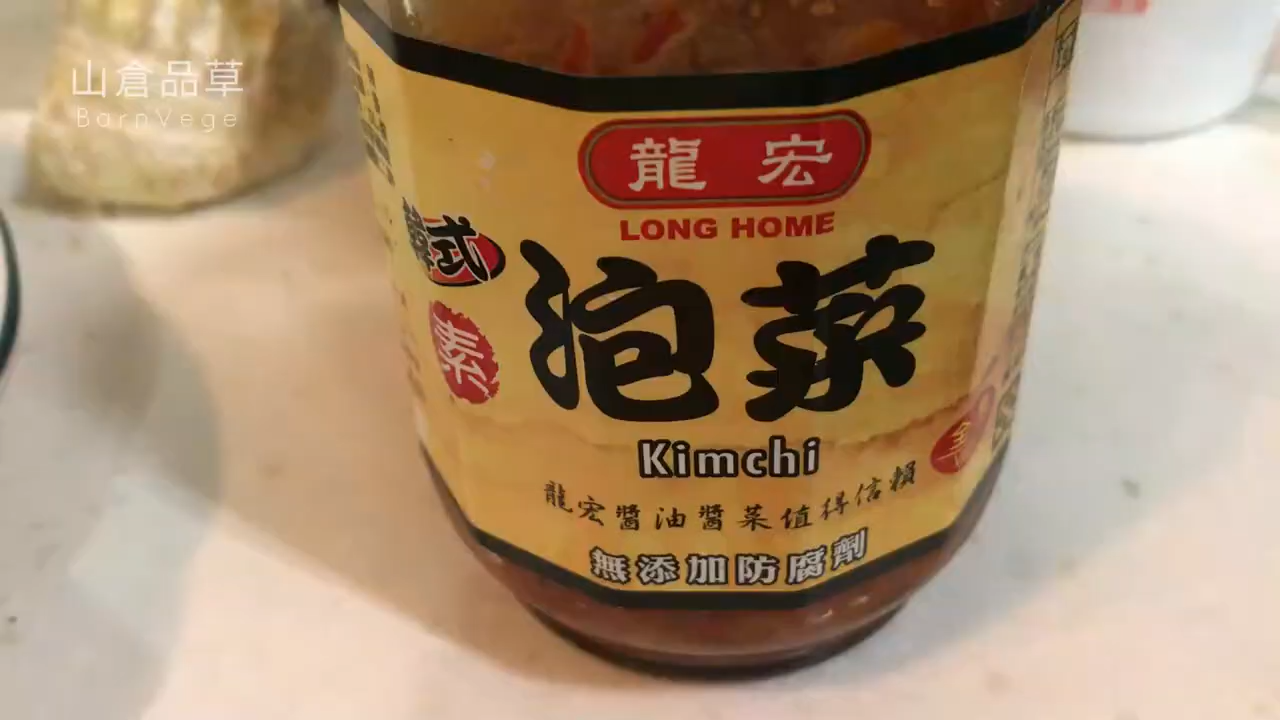 山倉品草
BarnVege
龍宏
LONG HOME
韓式
素
泡菜
Kimchi
龍宏醬油醬菜值得信賴
無添加防腐劑